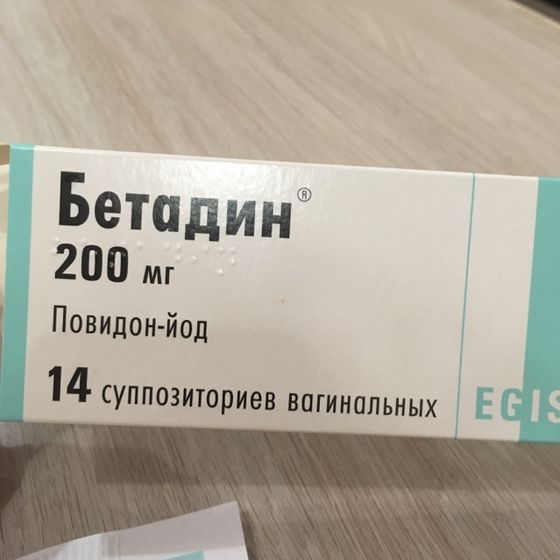 Бетадин®
200 мг
Повидон-йод
14 суппозиториев вагинальных
EGIS